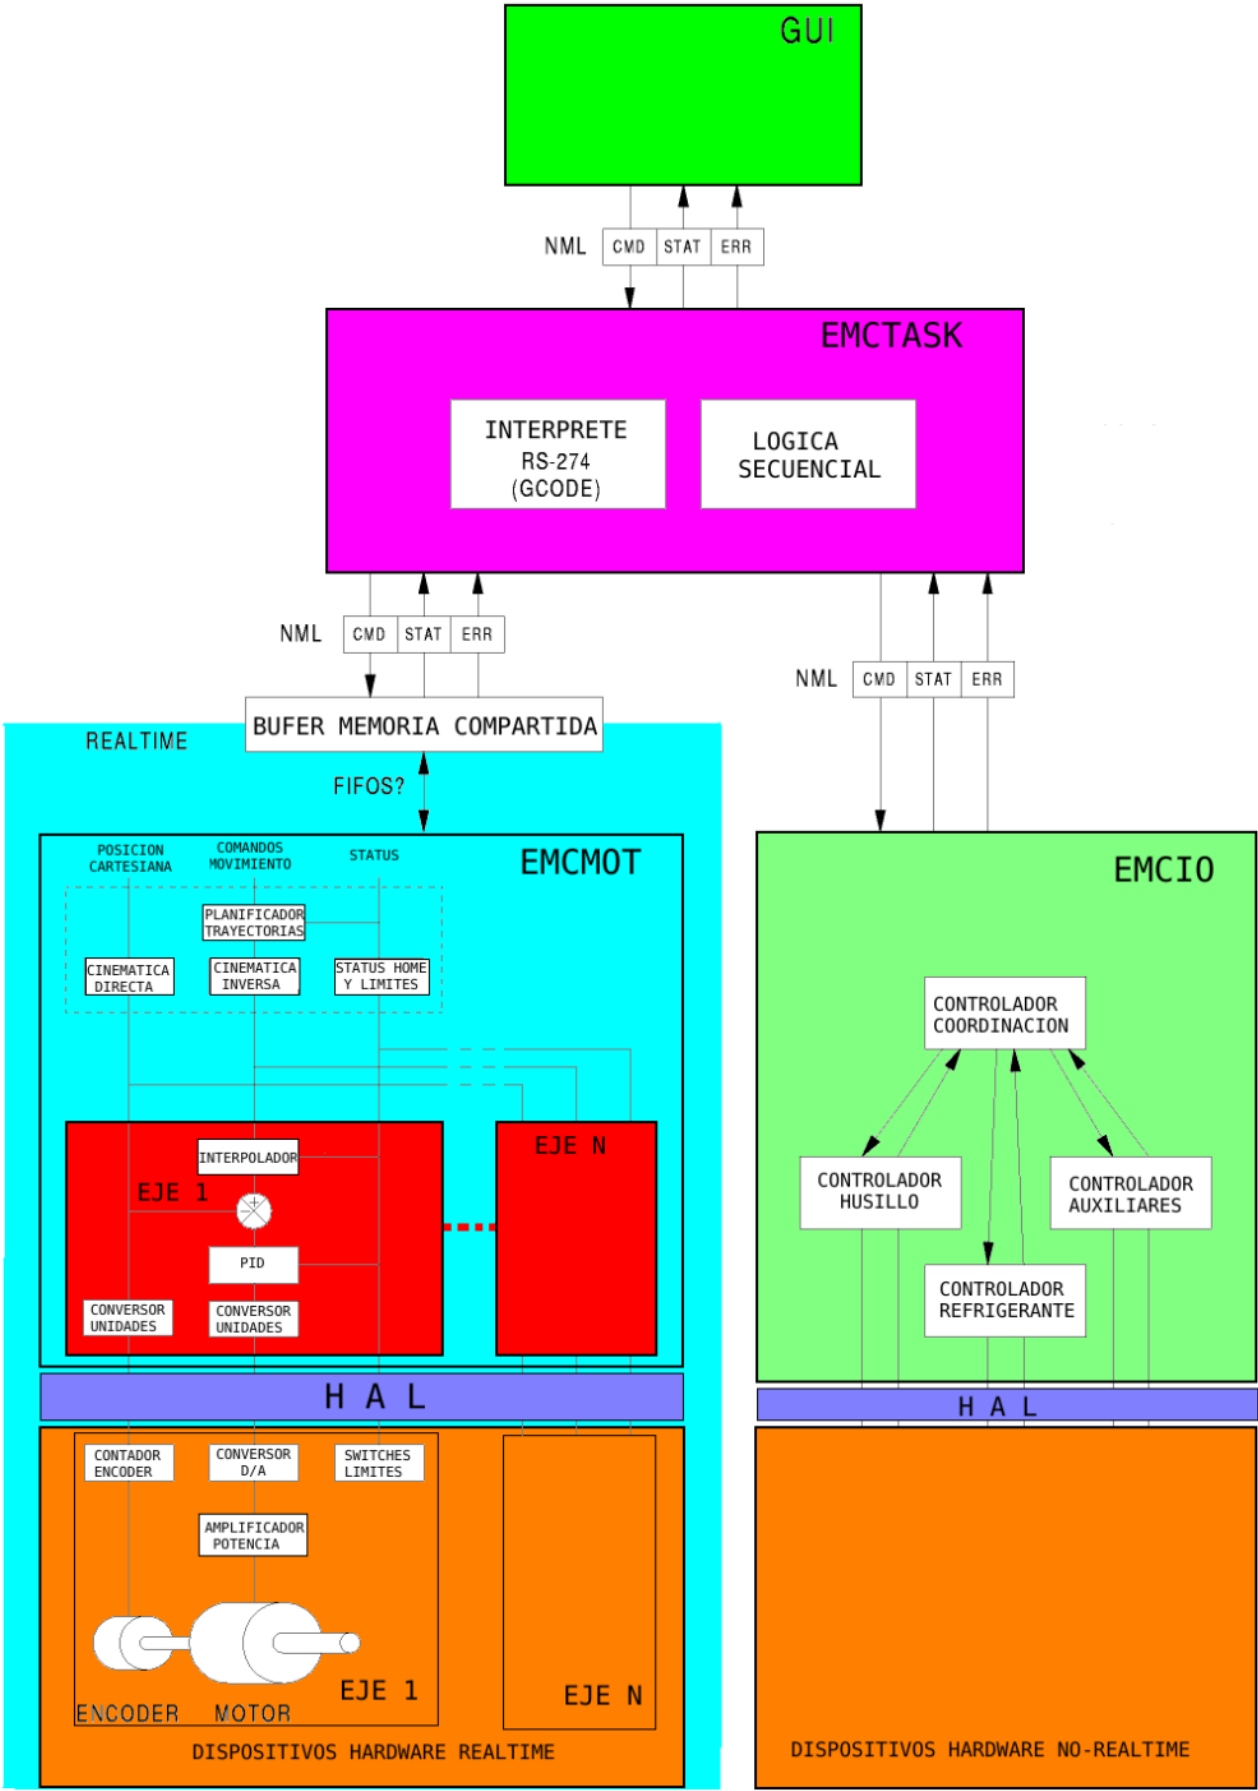 GUI
NML
CMD
STAT
ERR
EMCTASK
INTERPRETE
RS-274
(GCODE)
LOGICA
SECUENCIAL
NML
CMD
STAT
ERR
NML
CMD
STAT
ERR
BUFER MEMORIA COMPARTIDA
REALTIME
FIFOS?
POSICION
CARTESIANA
COMANDOS
MOVIMIENTO
STATUS
EMCMOT
PLANIFICADOR
TRAYECTORIAS
CINEMATICA
DIRECTA
CINEMATICA
INVERSA
STATUS HOME
Y LIMITES
INTERPOLADOR
EJE 1
+
PID
CONVERSOR
UNIDADES
CONVERSOR
UNIDADES
EJE N
H A L
CONTADOR
ENCODER
CONVERSOR
D/A
SWITCHES
LIMITES
AMPLIFICADOR
POTENCIA
ENCODER
MOTOR
EJE 1
EJE N
DISPOSITIVOS HARDWARE REALTIME
EMCIO
CONTROLADOR
COORDINACION
CONTROLADOR
HUSILLO
CONTROLADOR
AUXILIARES
CONTROLADOR
REFRIGERANTE
H A L
DISPOSITIVOS HARDWARE NO-REALTIME